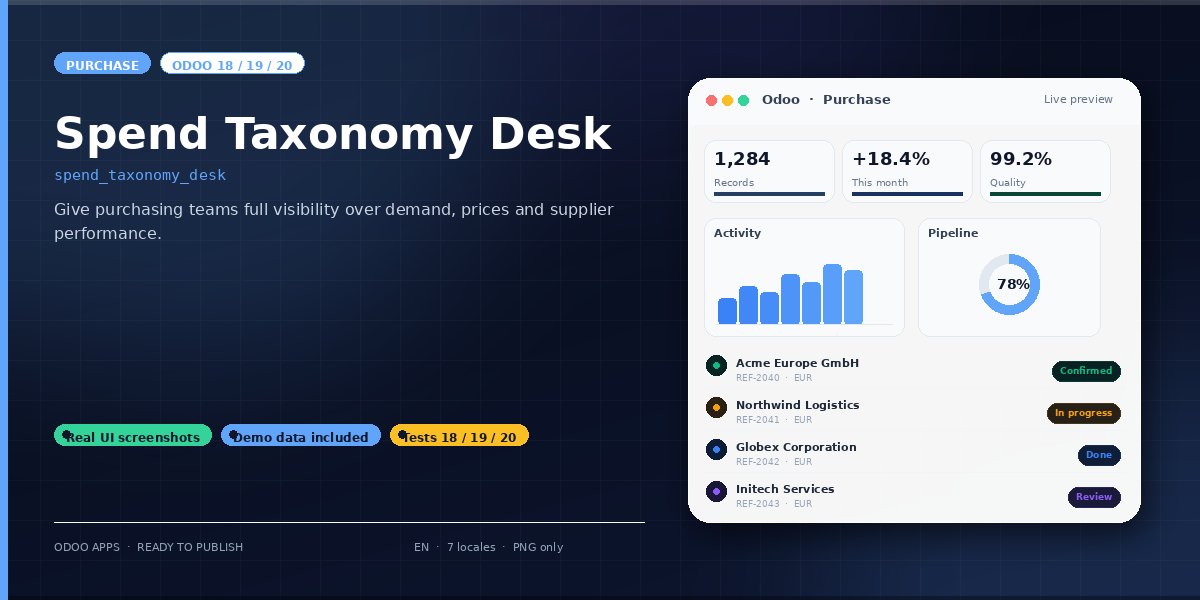 PURCHASE
ODOO 18 / 19 / 20
Spend Taxonomy Desk
spend_taxonomy_desk
Give purchasing teams full visibility over demand, prices and supplier
performance.
Real UI screenshots
Demo data included
Tests 18 / 19 / 20
ODOO APPS · READY TO PUBLISH
EN · 7 locales · PNG only
Odoo · Purchase
Live preview
1,284
Records
+18.4%
This month
99.2%
Quality
Activity
Pipeline
78%
Acme Europe GmbH
REF-2040 · EUR
Confirmed
Northwind Logistics
REF-2041 · EUR
In progress
Globex Corporation
REF-2042 · EUR
Done
Initech Services
REF-2043 · EUR
Review